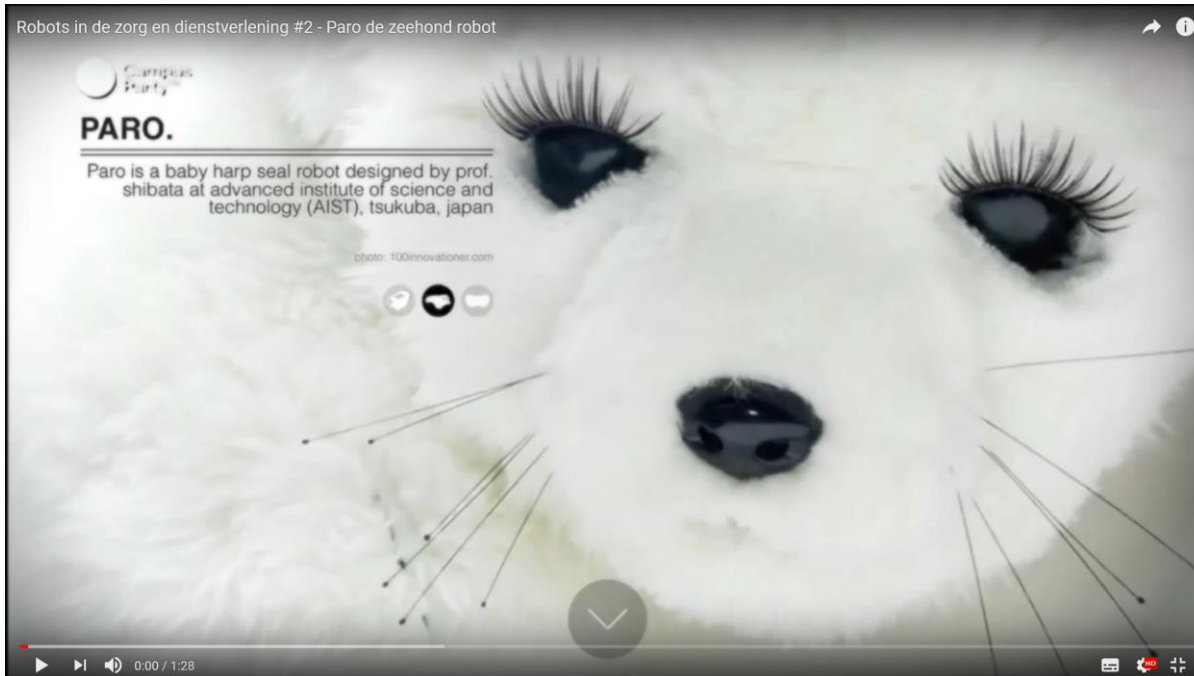 Robots in de zorg en dienstverlening #2 - Paro de zeehond robot
Campus
Party
PARO.
Paro is a baby harp seal robot designed by prof.
shibata at advanced institute of science and
technology (AIST), tsukuba, japan
photo: 100innovationer.com
0:00 / 1:28
HD